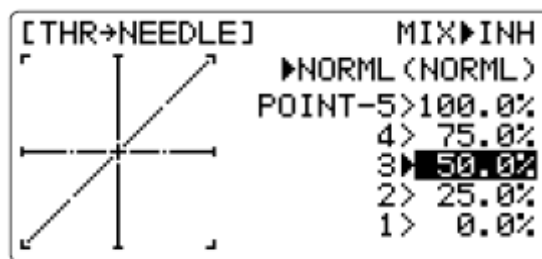 [THR→NEEDLE] MIX▶INH
▶NORML(NORML)
POINT-5>100.0%
4> 75.0%
3▶ 50.0%
2> 25.0%
1> 0.0%